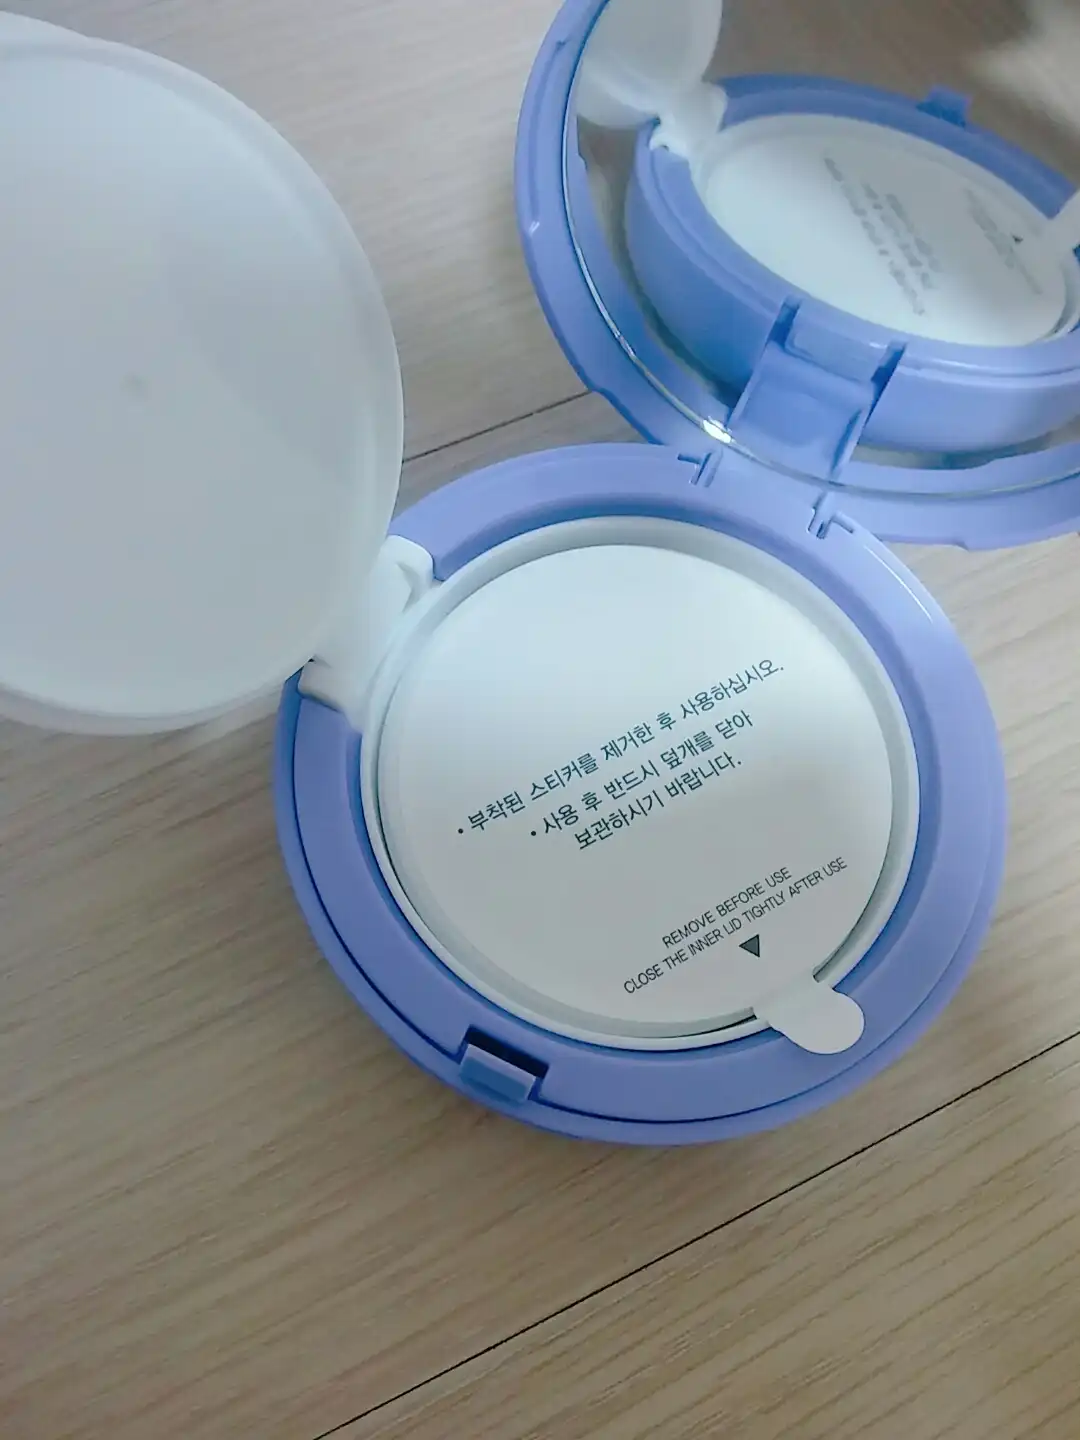 • 부착된 스티커를 제거한 후 사용하십시오.
• 사용 후 반드시 덮개를 닫아
보관하시기 바랍니다.
REMOVE BEFORE USE
CLOSE THE INNER LID TIGHTLY AFTER USE